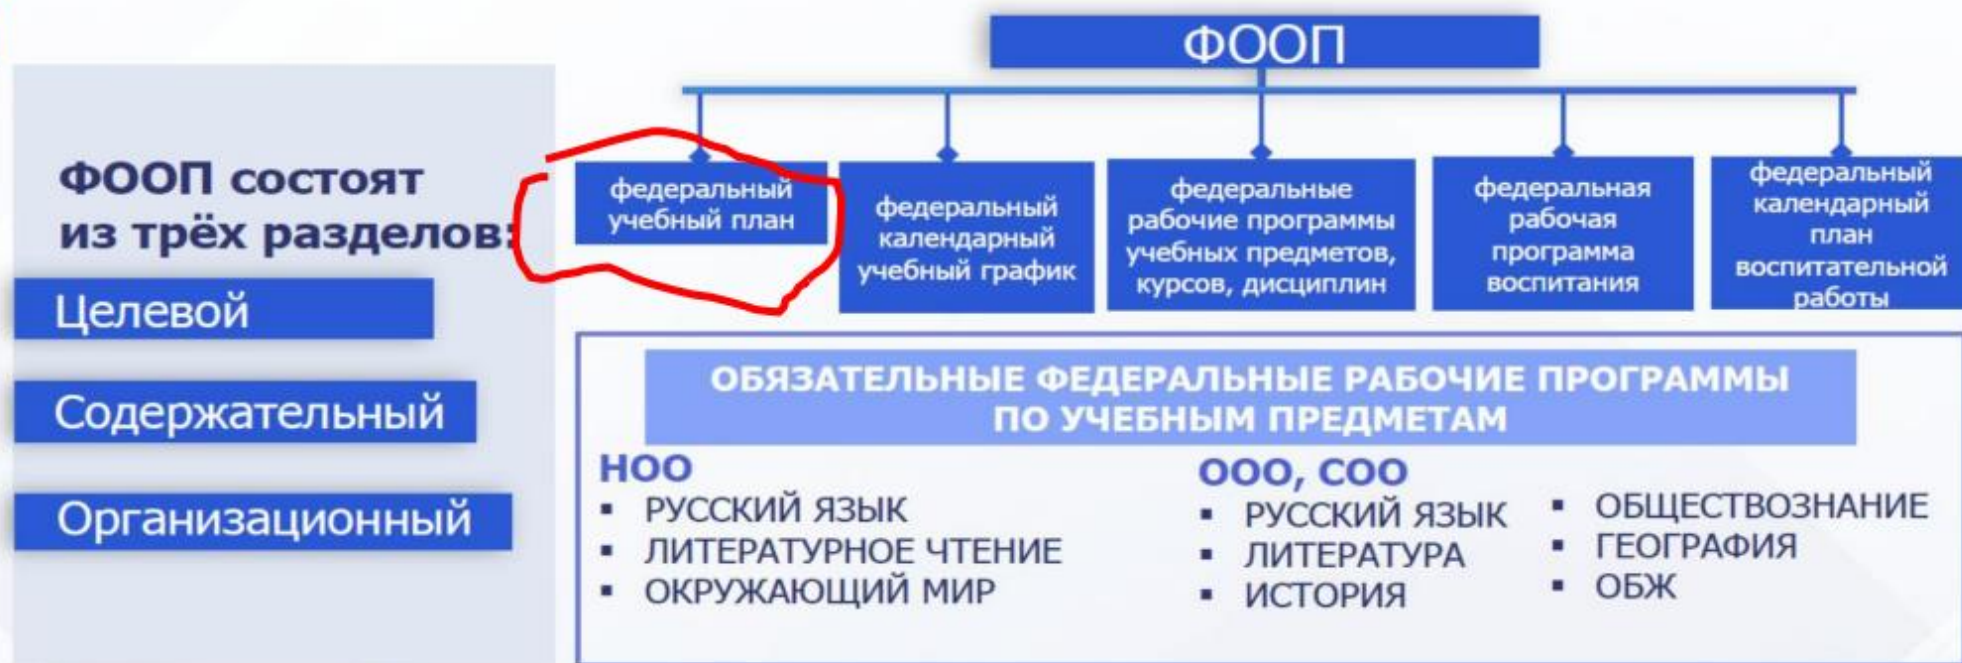 ФООП
ФООП состоят
из трёх разделов:
Целевой
Содержательный
Организационный
федеральный
учебный план
федеральный
календарный
учебный график
федеральные
рабочие программы
учебных предметов,
курсов, дисциплин
федеральная
рабочая
программа
воспитания
федеральный
календарный
план
воспитательной
работы
ОБЯЗАТЕЛЬНЫЕ ФЕДЕРАЛЬНЫЕ РАБОЧИЕ ПРОГРАММЫ
ПО УЧЕБНЫМ ПРЕДМЕТАМ
НОО
▪ РУССКИЙ ЯЗЫК
▪ ЛИТЕРАТУРНОЕ ЧТЕНИЕ
▪ ОКРУЖАЮЩИЙ МИР
ООО, СОО
▪ РУССКИЙ ЯЗЫК
▪ ЛИТЕРАТУРА
▪ ИСТОРИЯ
▪ ОБЩЕСТВОЗНАНИЕ
▪ ГЕОГРАФИЯ
▪ ОБЖ